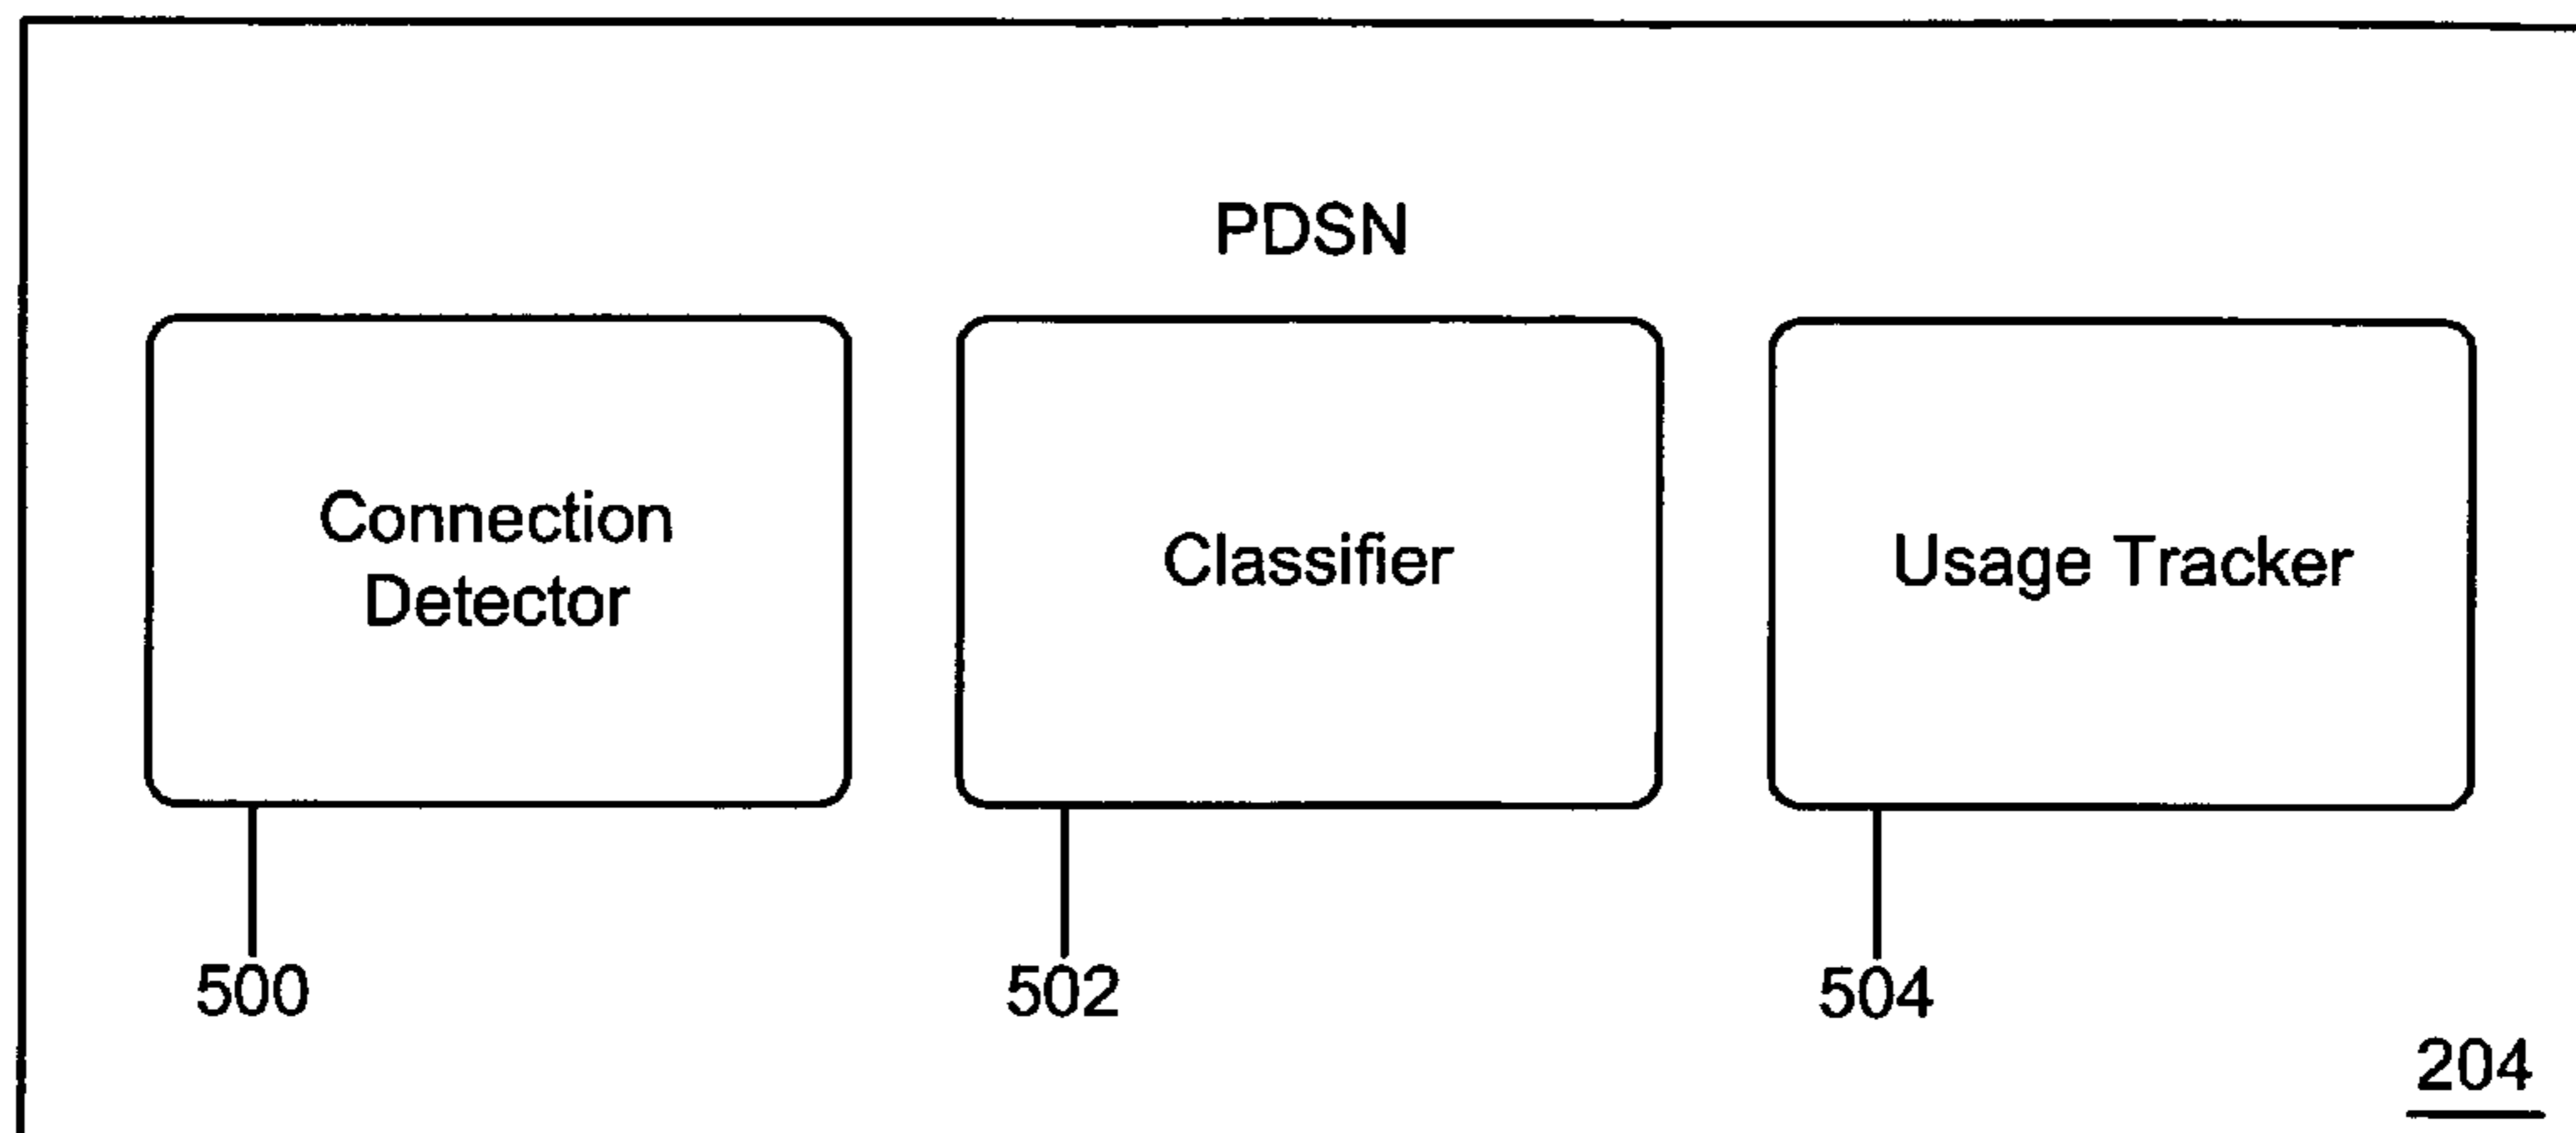 PDSN
Connection
Detector
Classifier
Usage Tracker
500
502
504
204